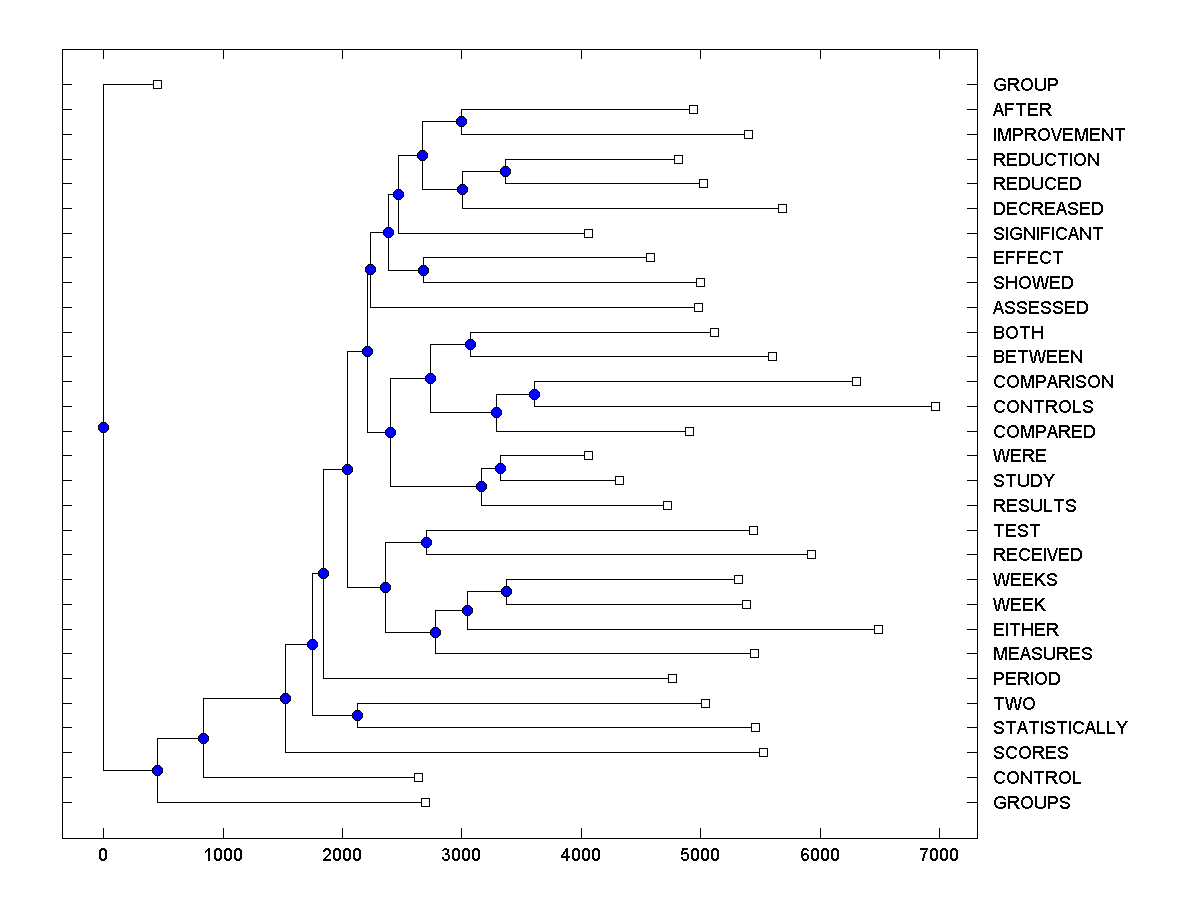 GROUP
AFTER
IMPROVEMENT
REDUCTION
REDUCED
DECREASED
SIGNIFICANT
EFFECT
SHOWED
ASSESSED
BOTH
BETWEEN
COMPARISON
CONTROLS
COMPARED
WERE
STUDY
RESULTS
TEST
RECEIVED
WEEKS
WEEK
EITHER
MEASURES
PERIOD
TWO
STATISTICALLY
SCORES
CONTROL
GROUPS
0 1000 2000 3000 4000 5000 6000 7000